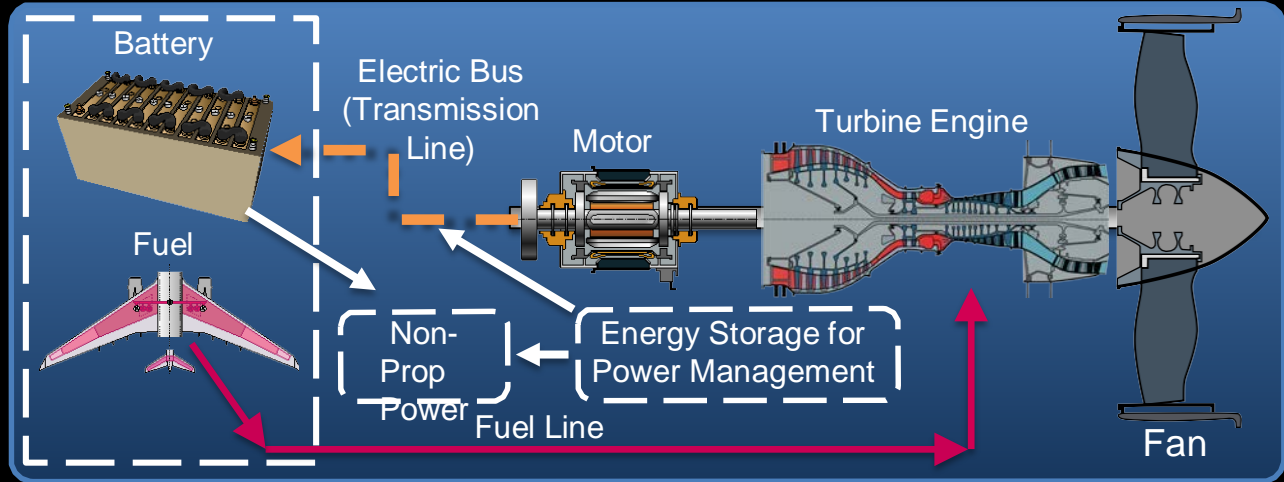 Battery
Electric Bus
(Transmission
Line)
Motor
Turbine Engine
Fuel
Non-
Prop
Power
Energy Storage for
Power Management
Fuel Line
Fan